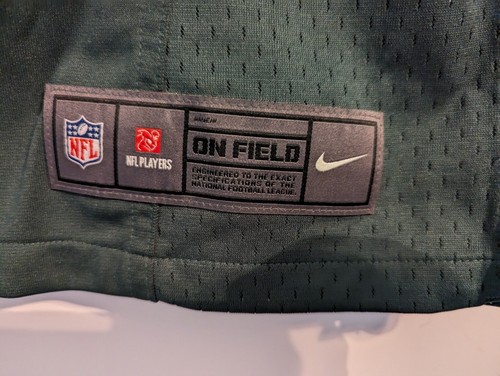 NFL
NFL PLAYERS
ON FIELD
ENGINEERED TO THE EXACT
SPECIFICATIONS OF THE
NATIONAL FOOTBALL LEAGUE